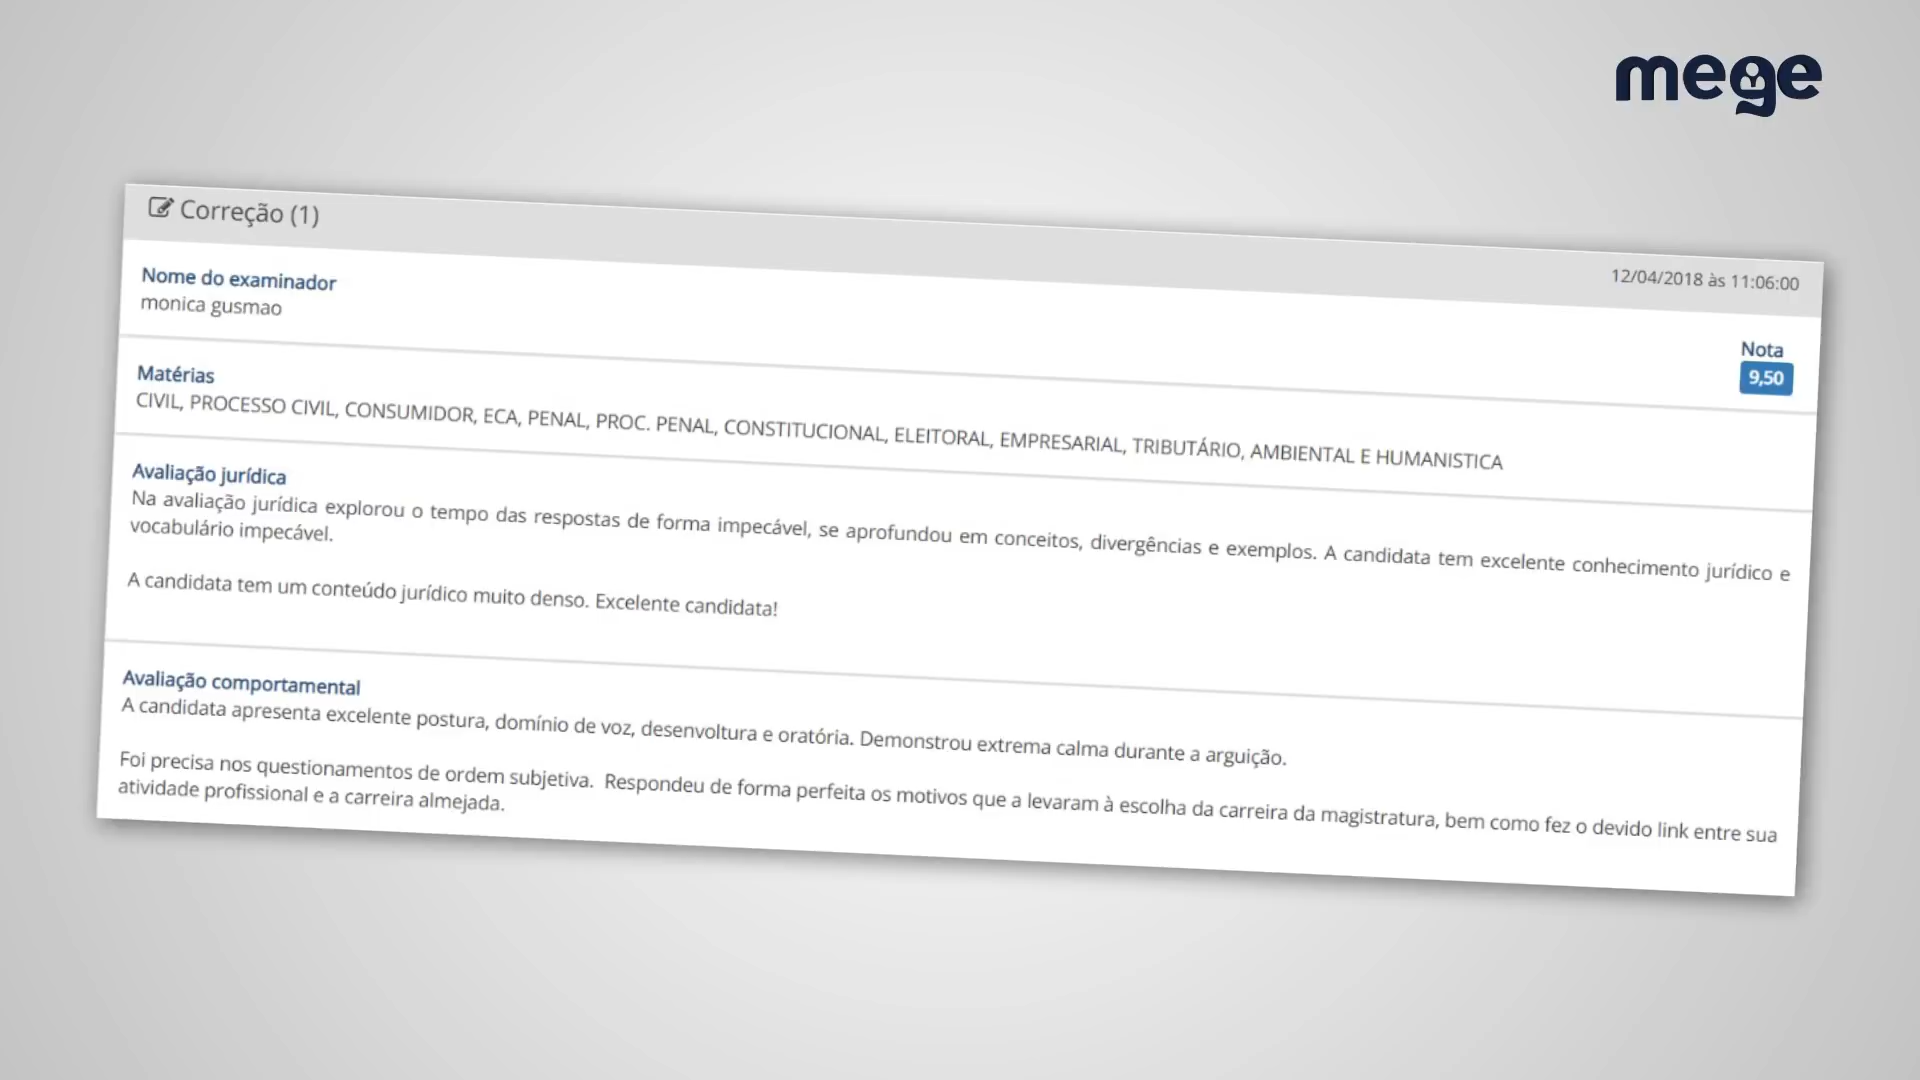 mege
Correção (1)
12/04/2018 às 11:06:00
Nome do examinador
monica gusmao
Nota
9,50
Matérias
CIVIL, PROCESSO CIVIL, CONSUMIDOR, ECA, PENAL, PROC. PENAL, CONSTITUCIONAL, ELEITORAL, EMPRESARIAL, TRIBUTÁRIO, AMBIENTAL E HUMANISTICA
Avaliação jurídica
Na avaliação jurídica explorou o tempo das respostas de forma impecável, se aprofundou em conceitos, divergências e exemplos. A candidata tem excelente conhecimento jurídico e
vocabulário impecável.
A candidata tem um conteúdo jurídico muito denso. Excelente candidata!
Avaliação comportamental
A candidata apresenta excelente postura, domínio de voz, desenvoltura e oratória. Demonstrou extrema calma durante a arguição.
Foi precisa nos questionamentos de ordem subjetiva. Respondeu de forma perfeita os motivos que a levaram à escolha da carreira da magistratura, bem como fez o devido link entre sua
atividade profissional e a carreira almejada.